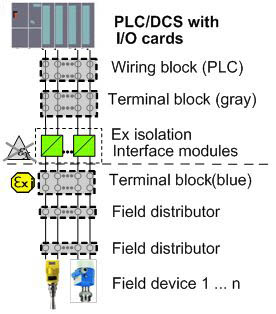 PLC/DCS with
I/O cards
Wiring block (PLC)
Terminal block (gray)
Ex isolation
Interface modules
Ex
Terminal block(blue)
Field distributor
Field distributor
Field device 1 ... n